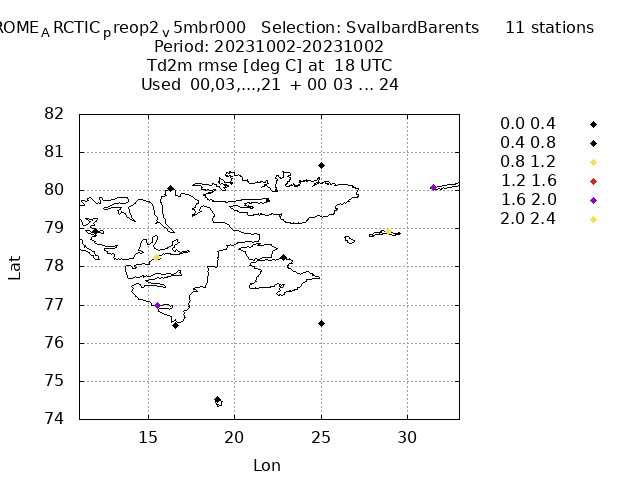 ROME A RCTIC p reop2 v 5mbr000 Selection: SvalbardBarents 11 stations
Period: 20231002-20231002
Td2m rmse [deg C] at 18 UTC
Used 00,03,...,21 + 00 03 ... 24
82
81
80
79
78
77
76
75
74
Lat
15 20 25 30
Lon
0.0 0.4
0.4 0.8
0.8 1.2
1.2 1.6
1.6 2.0
2.0 2.4